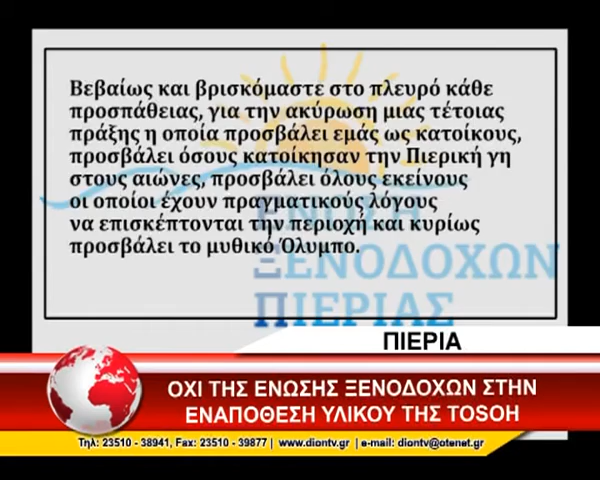 Βεβαίως και βρισκόμαστε στο πλευρό κάθε
προσπάθειας, για την ακύρωση μιας τέτοιας
πράξης η οποία προσβάλει εμάς ως κατοίκους,
προσβάλει όσους κατοίκησαν την Πιερική γη
στους αιώνες, προσβάλει όλους εκείνους
οι οποίοι έχουν πραγματικούς λόγους
να επισκέπτονται την περιοχή και κυρίως
προσβάλει το μυθικό Όλυμπο.
ΕΝΩΣΗ
ΞΕΝΟΔΟΧΩΝ
ΠΙΕΡΙΑΣ
ΠΙΕΡΙΑ
ΟΧΙ ΤΗΣ ΕΝΩΣΗΣ ΞΕΝΟΔΟΧΩΝ ΣΤΗΝ
ΕΝΑΠΟΘΕΣΗ ΥΛΙΚΟΥ ΤΗΣ TOSOH
Τηλ: 23510 - 38941, Fax: 23510 - 39877 | www.diontv.gr | e-mail: diontv@otenet.gr